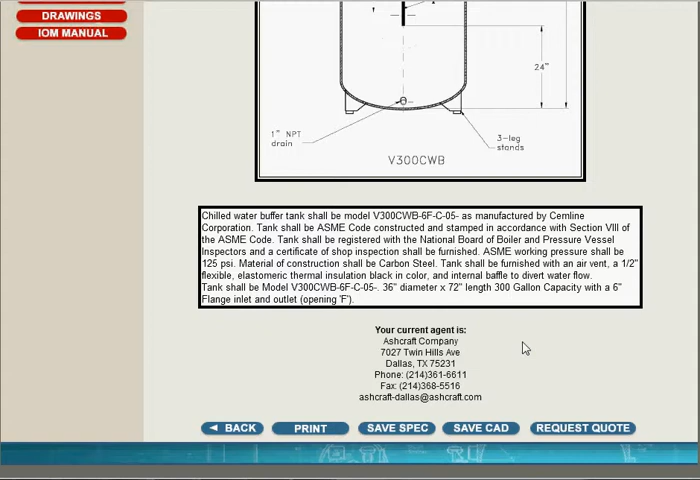 DRAWINGS
IOM MANUAL
24"
1" NPT
drain
3-leg
stands
V300CWB
Chilled water buffer tank shall be model V300CWB-6F-C-05- as manufactured by Cemline
Corporation. Tank shall be ASME Code constructed and stamped in accordance with Section VIII of
the ASME Code. Tank shall be registered with the National Board of Boiler and Pressure Vessel
Inspectors and a certificate of shop inspection shall be furnished. ASME working pressure shall be
125 psi. Material of construction shall be Carbon Steel. Tank shall be furnished with an air vent, a 1/2"
flexible, elastomeric thermal insulation black in color, and internal baffle to divert water flow.
Tank shall be Model V300CWB-6F-C-05-. 36" diameter x 72" length 300 Gallon Capacity with a 6"
Flange inlet and outlet (opening 'F').
Your current agent is:
Ashcraft Company
7027 Twin Hills Ave
Dallas, TX 75231
Phone: (214)361-6611
Fax: (214)368-5516
ashcraft-dallas@ashcraft.com
BACK PRINT SAVE SPEC SAVE CAD REQUEST QUOTE